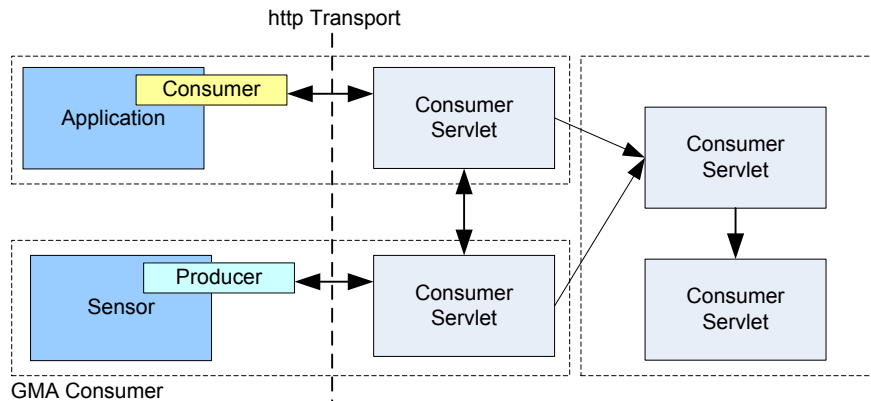 http Transport
Consumer
Application
Consumer
Servlet
Consumer
Servlet
Producer
Sensor
Consumer
Servlet
Consumer
Servlet
GMA Consumer